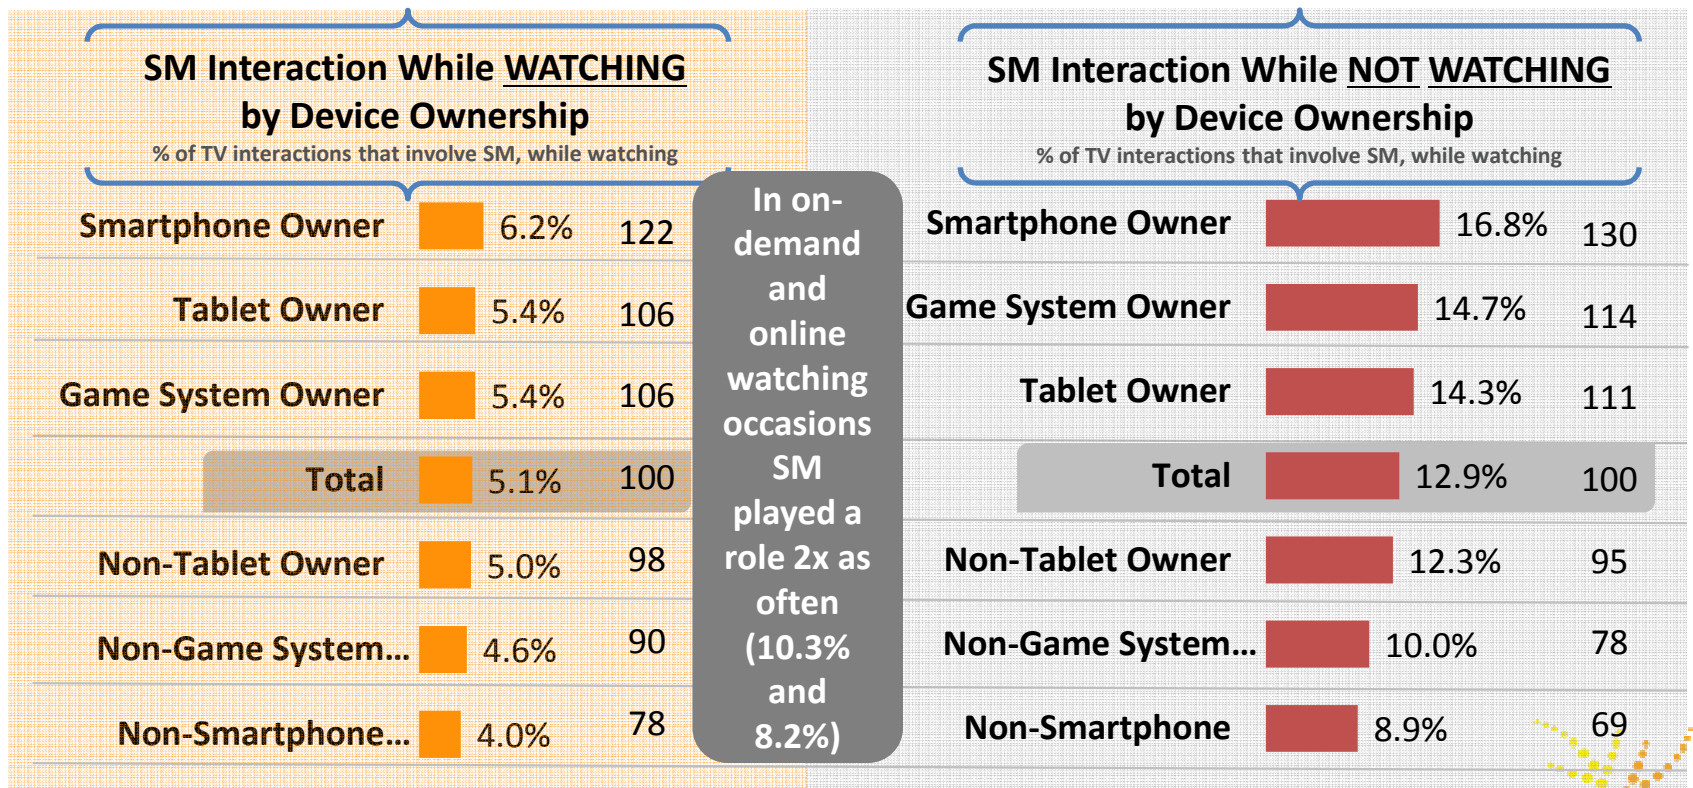 SM Interaction While WATCHING
by Device Ownership
% of TV interactions that involve SM, while watching
Smartphone Owner 6.2% 122
Tablet Owner 5.4% 106
Game System Owner 5.4% 106
Total 5.1% 100
Non-Tablet Owner 5.0% 98
Non-Game System... 4.6% 90
Non-Smartphone... 4.0% 78
In on-
demand
and
online
watching
occasions
SM
played a
role 2x as
often
(10.3%
and
8.2%)
SM Interaction While NOT WATCHING
by Device Ownership
% of TV interactions that involve SM, while watching
Smartphone Owner 16.8% 130
Game System Owner 14.7% 114
Tablet Owner 14.3% 111
Total 12.9% 100
Non-Tablet Owner 12.3% 95
Non-Game System... 10.0% 78
Non-Smartphone 8.9% 69